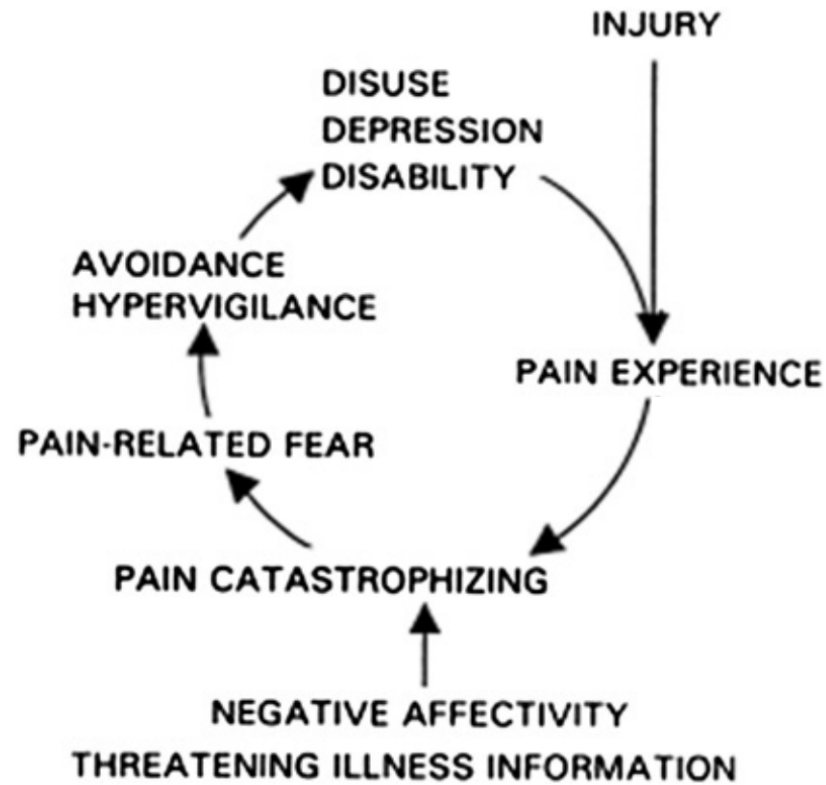 INJURY
DISUSE
DEPRESSION
DISABILITY
AVOIDANCE
HYPERVIGILANCE
PAIN EXPERIENCE
PAIN-RELATED FEAR
PAIN CATASTROPHIZING
NEGATIVE AFFECTIVITY
THREATENING ILLNESS INFORMATION